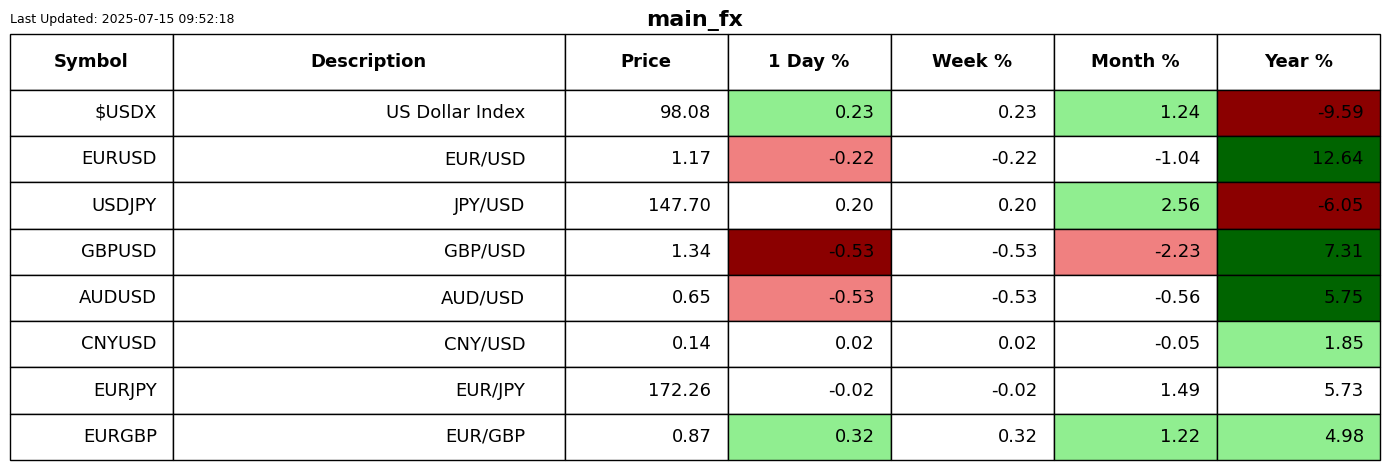 Last Updated: 2025-07-15 09:52:18
main_fx
Symbol Description Price 1 Day % Week % Month % Year %
$USDX US Dollar Index 98.08 0.23 0.23 1.24 -9.59
EURUSD EUR/USD 1.17 -0.22 -0.22 -1.04 12.64
USDJPY JPY/USD 147.70 0.20 0.20 2.56 -6.05
GBPUSD GBP/USD 1.34 -0.53 -0.53 -2.23 7.31
AUDUSD AUD/USD 0.65 -0.53 -0.53 -0.56 5.75
CNYUSD CNY/USD 0.14 0.02 0.02 -0.05 1.85
EURJPY EUR/JPY 172.26 -0.02 -0.02 1.49 5.73
EURGBP EUR/GBP 0.87 0.32 0.32 1.22 4.98